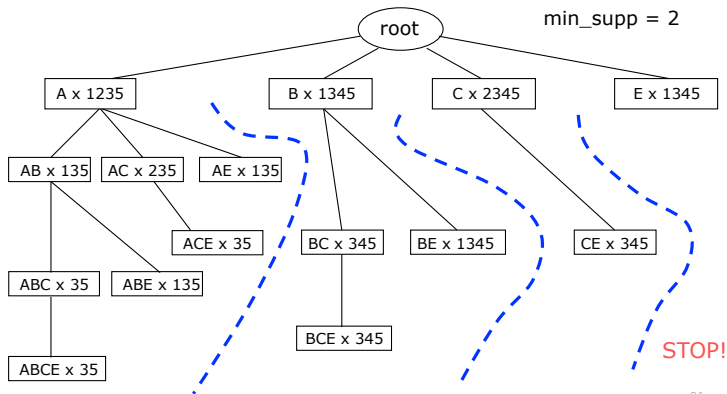 root
min_supp = 2
A x 1235
B x 1345
C x 2345
E x 1345
AB x 135
AC x 235
AE x 135
ACE x 35
BC x 345
BE x 1345
CE x 345
ABC x 35
ABE x 135
BCE x 345
STOP!
ABCE x 35